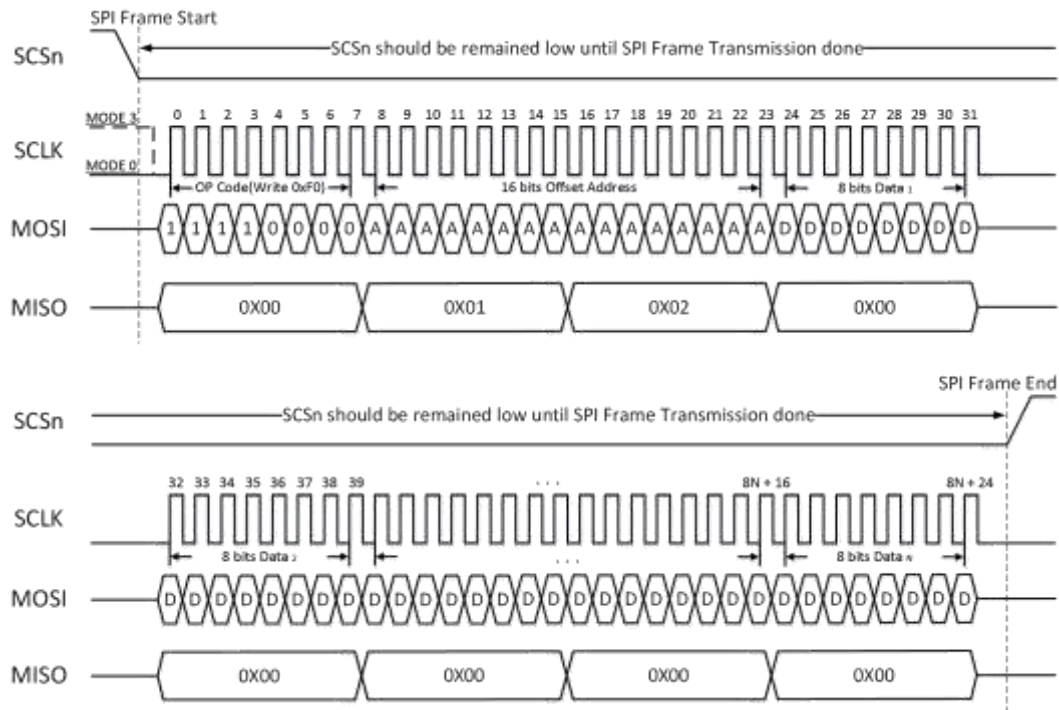 SPI Frame Start
SCSn
SCSn should be remained low until SPI Frame Transmission done
MODE 3
0 1 2 3 4 5 6 7 8 9 10 11 12 13 14 15 16 17 18 19 20 21 22 23 24 25 26 27 28 29 30 31
SCLK
MODE 0
OP Code(Write 0xF0) 16 bits Offset Address 8 bits Data 1
MOSI 1 1 1 1 0 0 0 0 A A A A A A A A A A A A A A A A D D D D D D D D
MISO 0X00 0X01 0X02 0X00
SPI Frame End
SCSn
SCSn should be remained low until SPI Frame Transmission done
32 33 34 35 36 37 38 39 . . . 8N + 16 8N + 24
SCLK
8 bits Data 2 . . . 8 bits Data N
MOSI D D D D D D D D D D D D D D D D D D D D D D D D D D D D D D D D
MISO 0X00 0X00 0X00 0X00